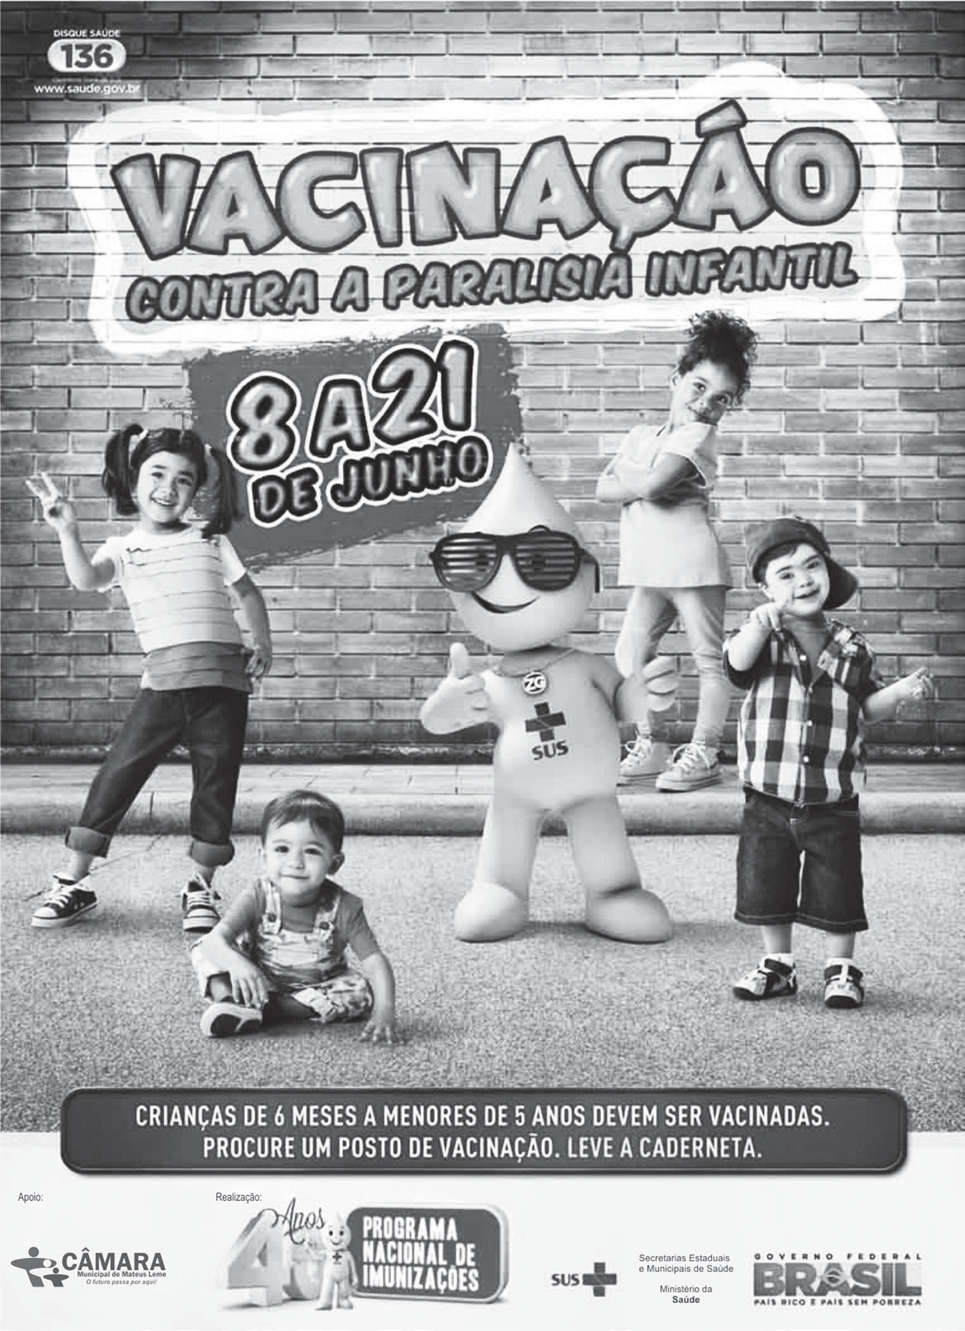 DISQUE SAÚDE
136
www.saude.gov.br
VACINAÇÃO
CONTRA A PARALISIA INFANTIL
8 A 21
DE JUNHO
ZG
SUS
CRIANÇAS DE 6 MESES A MENORES DE 5 ANOS DEVEM SER VACINADAS.
PROCURE UM POSTO DE VACINAÇÃO. LEVE A CADERNETA.
Apoio:
CÂMARA
Municipal de Mateus Leme
O futuro passa por aqui!
Realização:
40 Anos
PROGRAMA
NACIONAL DE
IMUNIZAÇÕES
SUS
Secretarias Estaduais
e Municipais de Saúde
Ministério da
Saúde
GOVERNO FEDERAL
BRASIL
PAÍS RICO É PAÍS SEM POBREZA